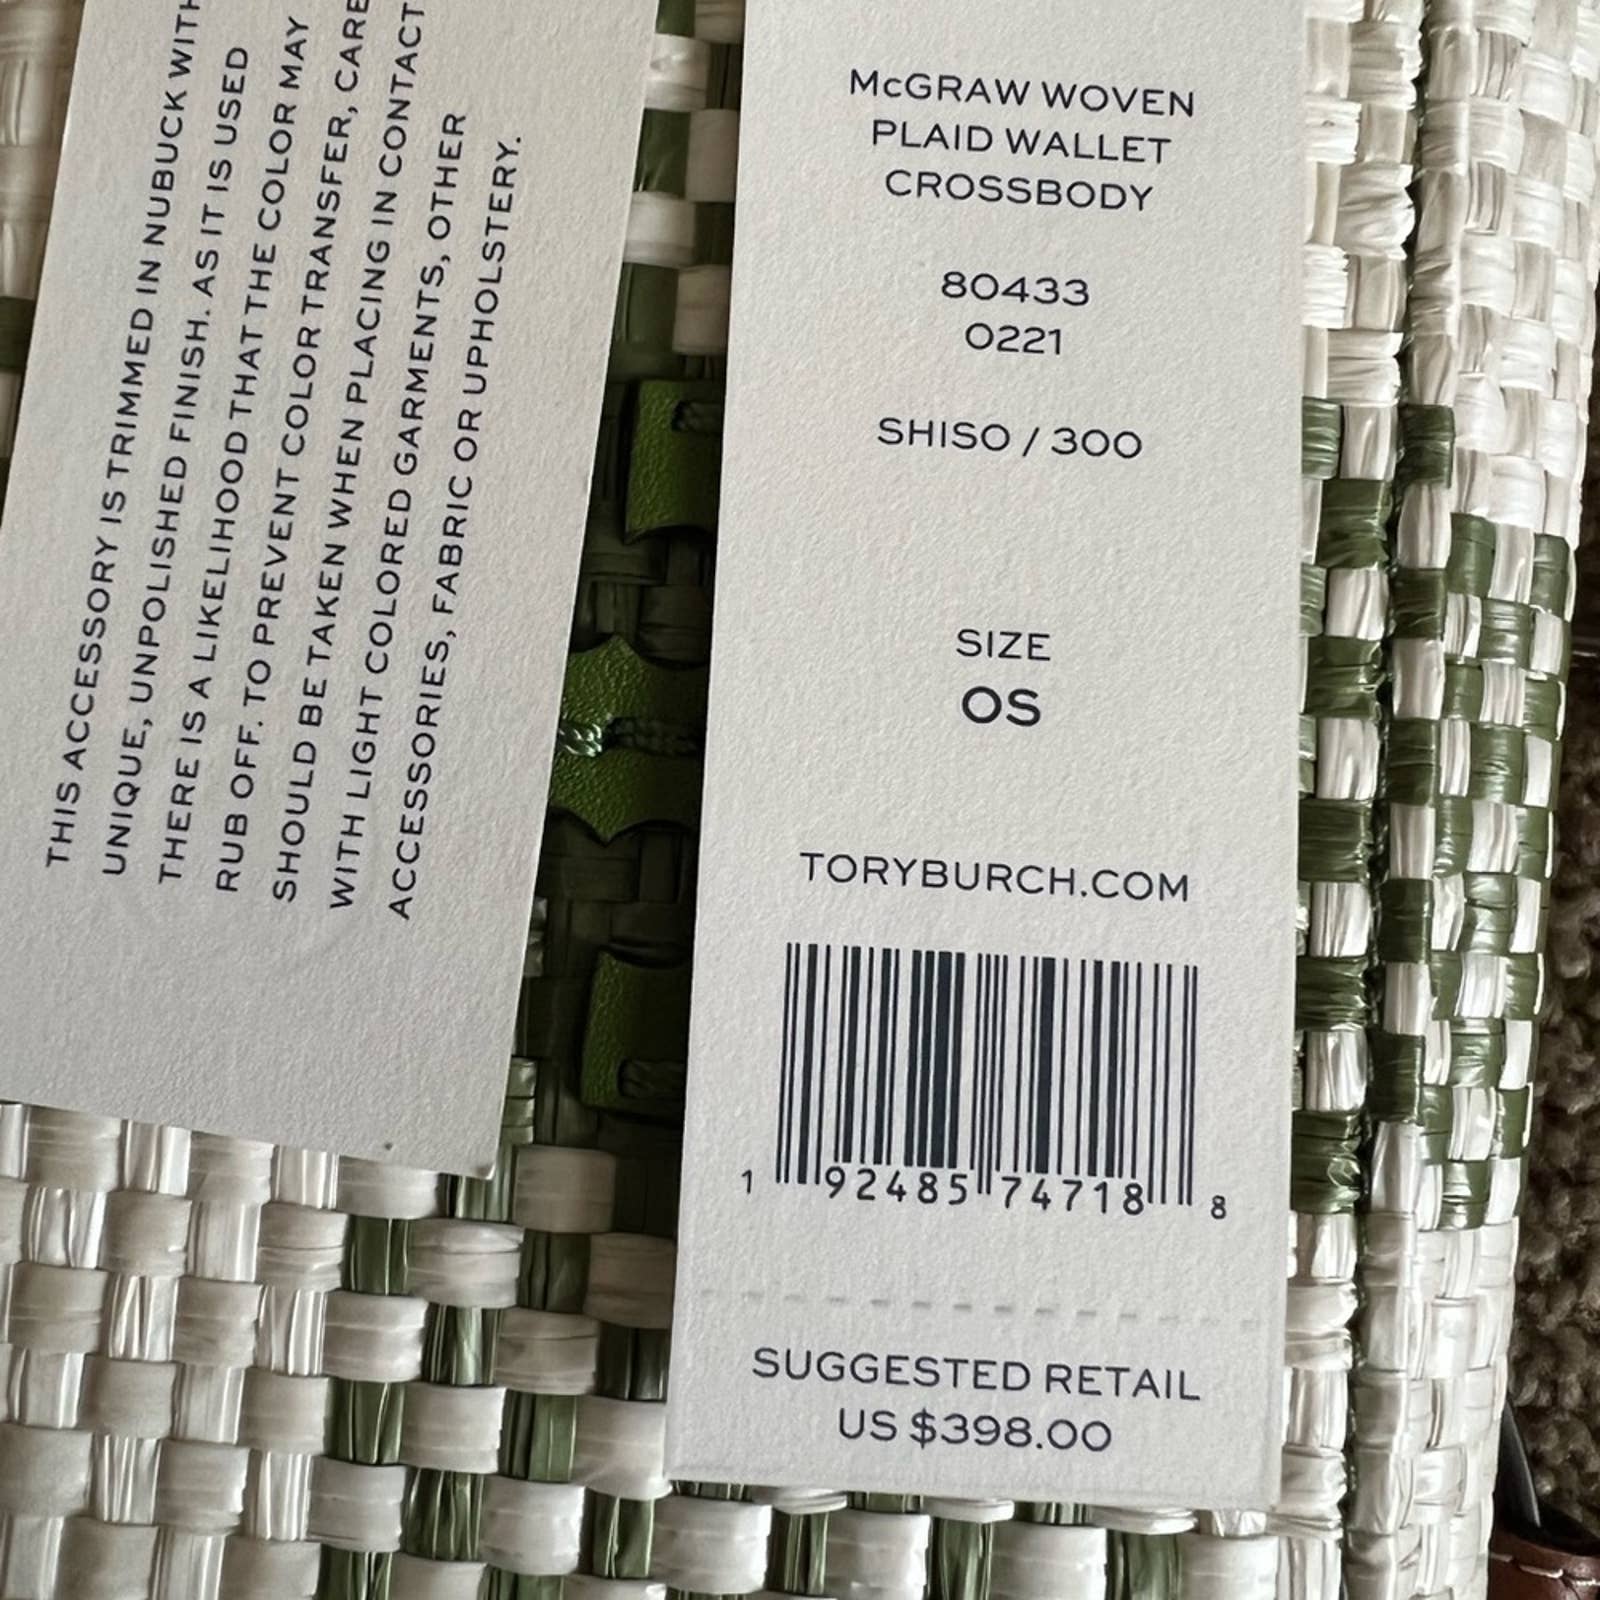 THIS ACCESSORY IS TRIMMED IN NUBUCK WITH
UNIQUE, UNPOLISHED FINISH. AS IT IS USED
THERE IS A LIKELIHOOD THAT THE COLOR MAY
RUB OFF. TO PREVENT COLOR TRANSFER, CARE
SHOULD BE TAKEN WHEN PLACING IN CONTACT
WITH LIGHT COLORED GARMENTS, OTHER
ACCESSORIES, FABRIC OR UPHOLSTERY.
McGRAW WOVEN
PLAID WALLET
CROSSBODY
80433
0221
SHISO / 300
SIZE
OS
TORYBURCH.COM
1 92485 74718 8
SUGGESTED RETAIL
US $398.00